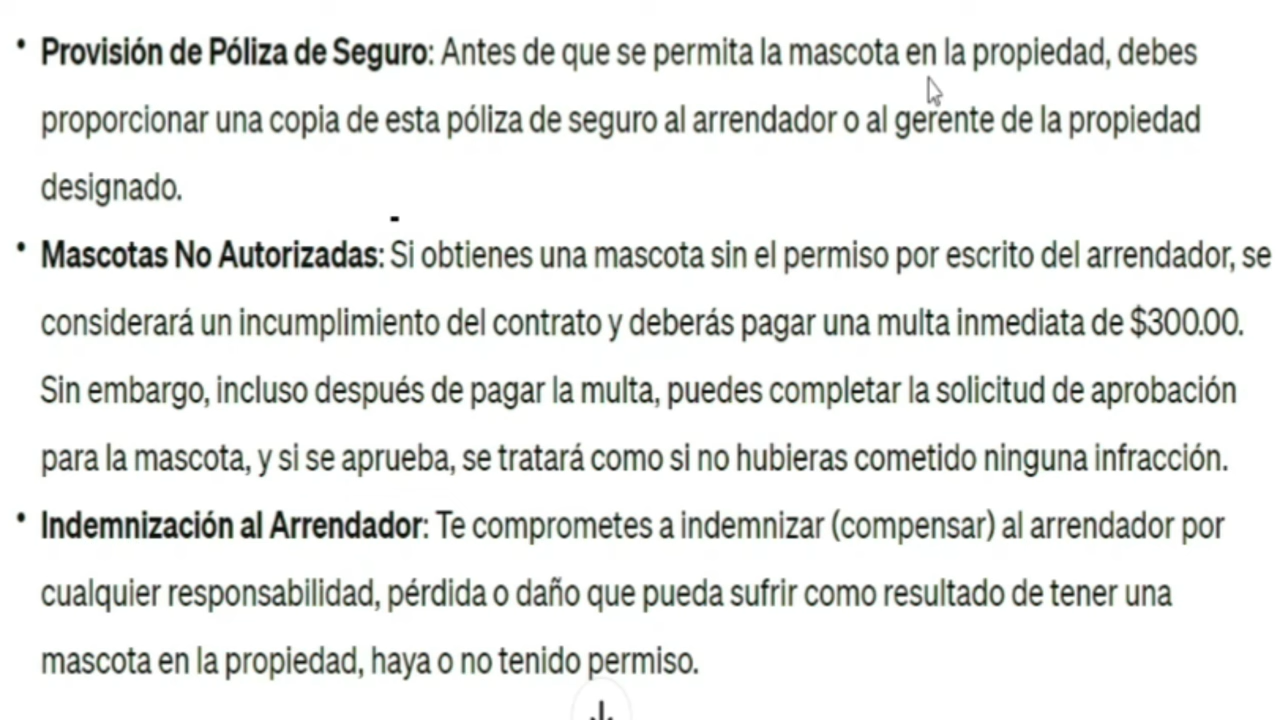 • Provisión de Póliza de Seguro: Antes de que se permita la mascota en la propiedad, debes
proporcionar una copia de esta póliza de seguro al arrendador o al gerente de la propiedad
designado.
• Mascotas No Autorizadas: Si obtienes una mascota sin el permiso por escrito del arrendador, se
considerará un incumplimiento del contrato y deberás pagar una multa inmediata de $300.00.
Sin embargo, incluso después de pagar la multa, puedes completar la solicitud de aprobación
para la mascota, y si se aprueba, se tratará como si no hubieras cometido ninguna infracción.
• Indemnización al Arrendador: Te comprometes a indemnizar (compensar) al arrendador por
cualquier responsabilidad, pérdida o daño que pueda sufrir como resultado de tener una
mascota en la propiedad, haya o no tenido permiso.